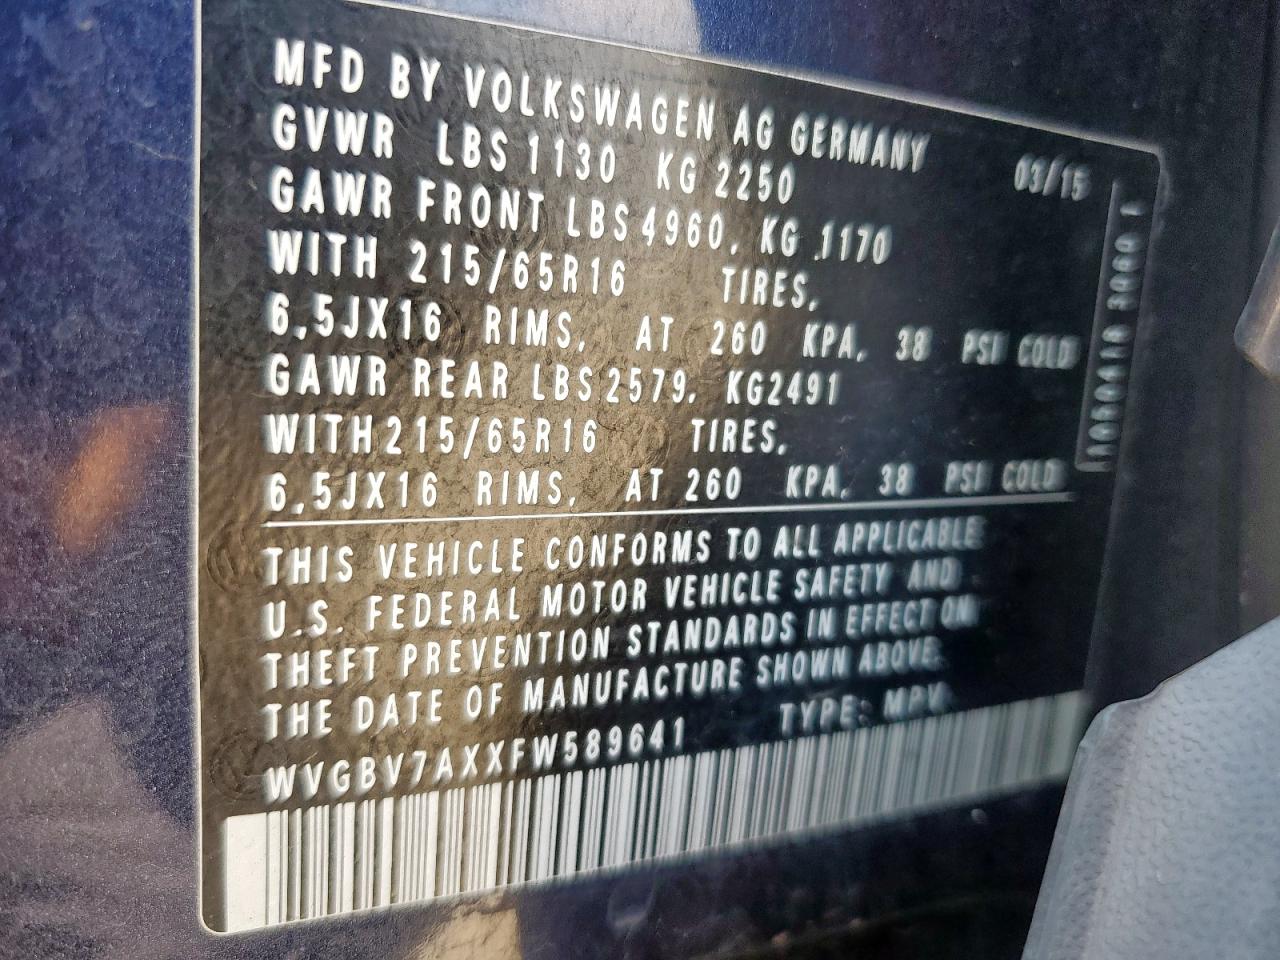 MFD BY VOLKSWAGEN AG GERMANY 03/15
GVWR LBS 1130 KG 2250
GAWR FRONT LBS 4960, KG 1170
WITH 215/65R16 TIRES,
6,5JX16 RIMS, AT 260 KPA, 38 PSI COLD
GAWR REAR LBS 2579, KG2491
WITH 215/65R16 TIRES,
6,5JX16 RIMS, AT 260 KPA, 38 PSI COLD
THIS VEHICLE CONFORMS TO ALL APPLICABLE
U.S. FEDERAL MOTOR VEHICLE SAFETY AND
THEFT PREVENTION STANDARDS IN EFFECT ON
THE DATE OF MANUFACTURE SHOWN ABOVE.
WVGBV7AXXFW589641 TYPE: MPV